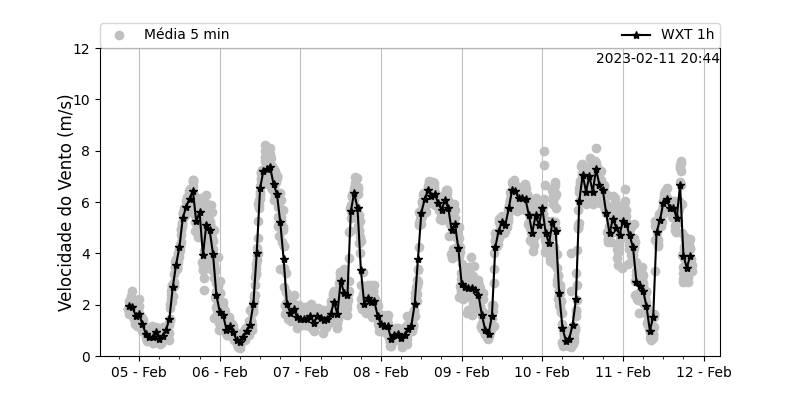 Média 5 min
WXT 1h
2023-02-11 20:44
Velocidade do Vento (m/s)
12
10
8
6
4
2
0
05 - Feb 06 - Feb 07 - Feb 08 - Feb 09 - Feb 10 - Feb 11 - Feb 12 - Feb